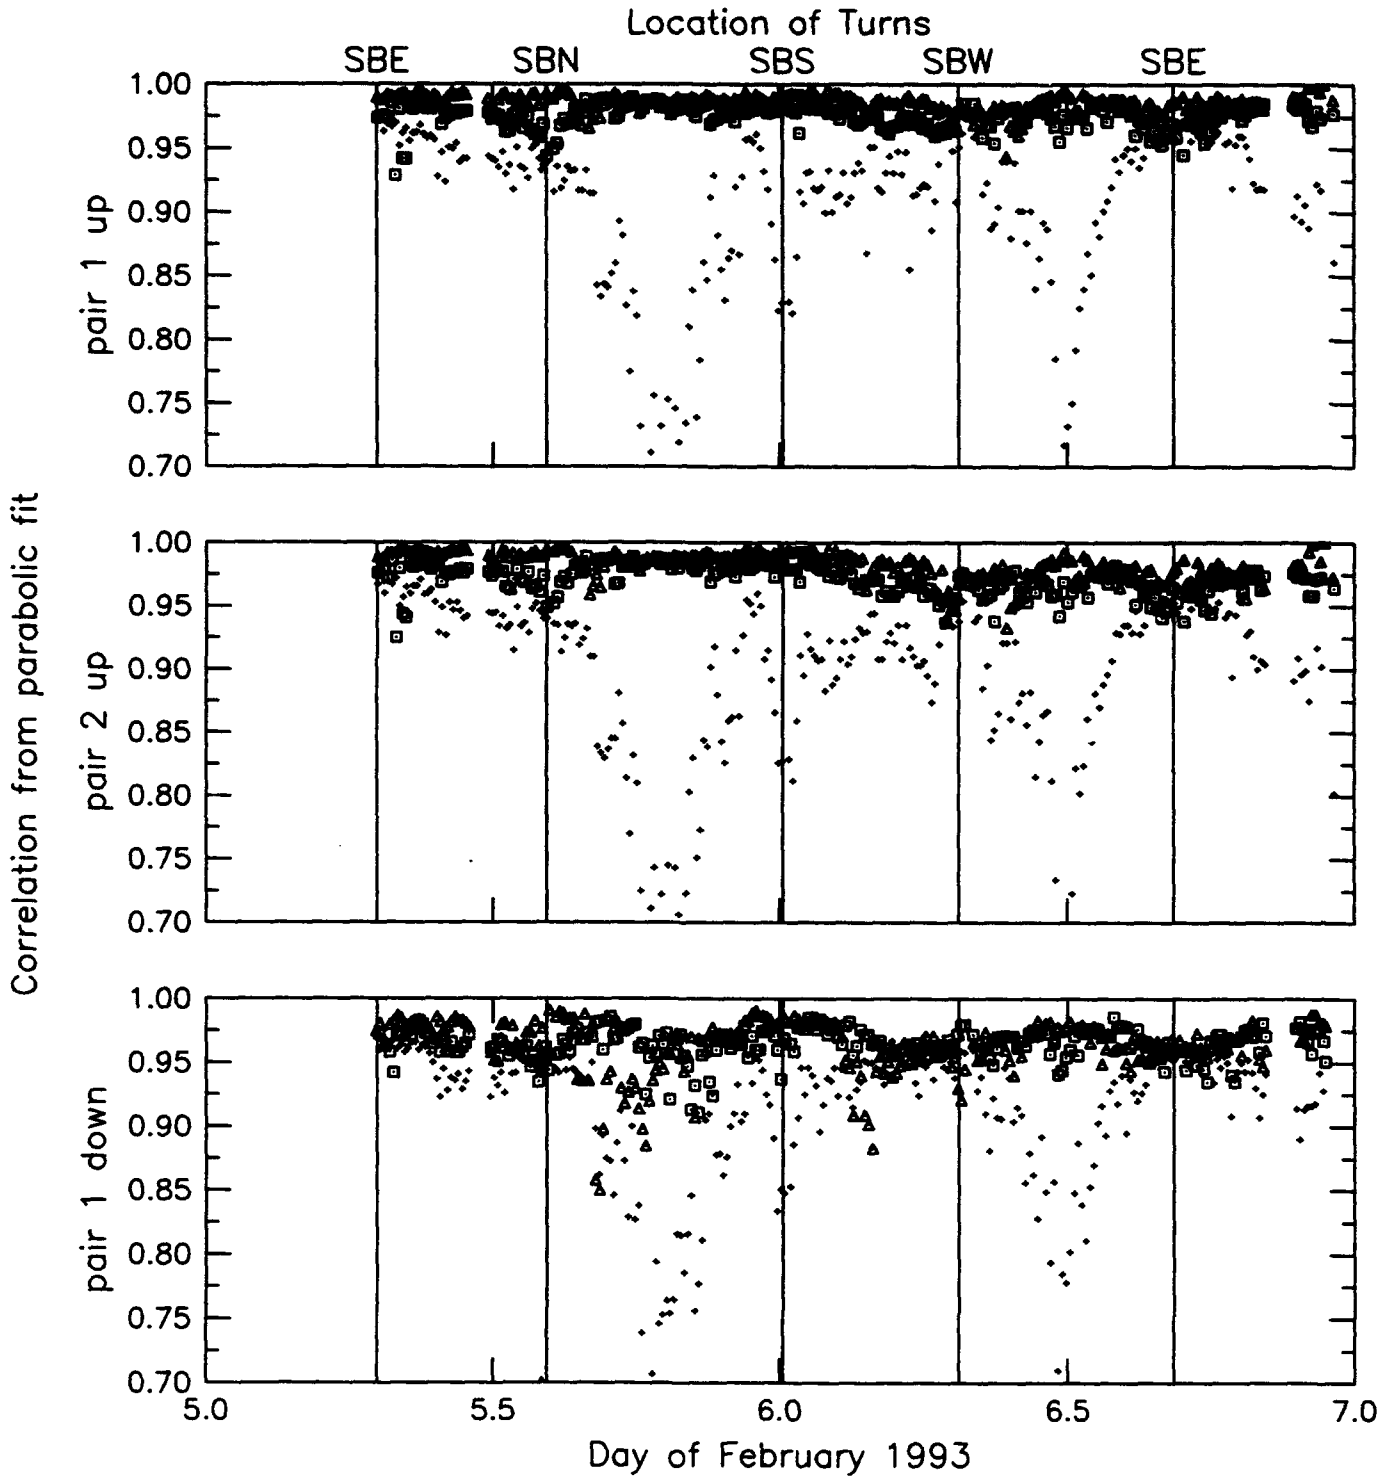 Location of Turns
SBE SBN SBS SBW SBE
1.00
0.95
0.90
0.85
0.80
0.75
0.70
pair 1 up
1.00
0.95
0.90
0.85
0.80
0.75
0.70
pair 2 up
Correlation from parabolic fit
1.00
0.95
0.90
0.85
0.80
0.75
0.70
pair 1 down
5.0 5.5 6.0 6.5 7.0
Day of February 1993